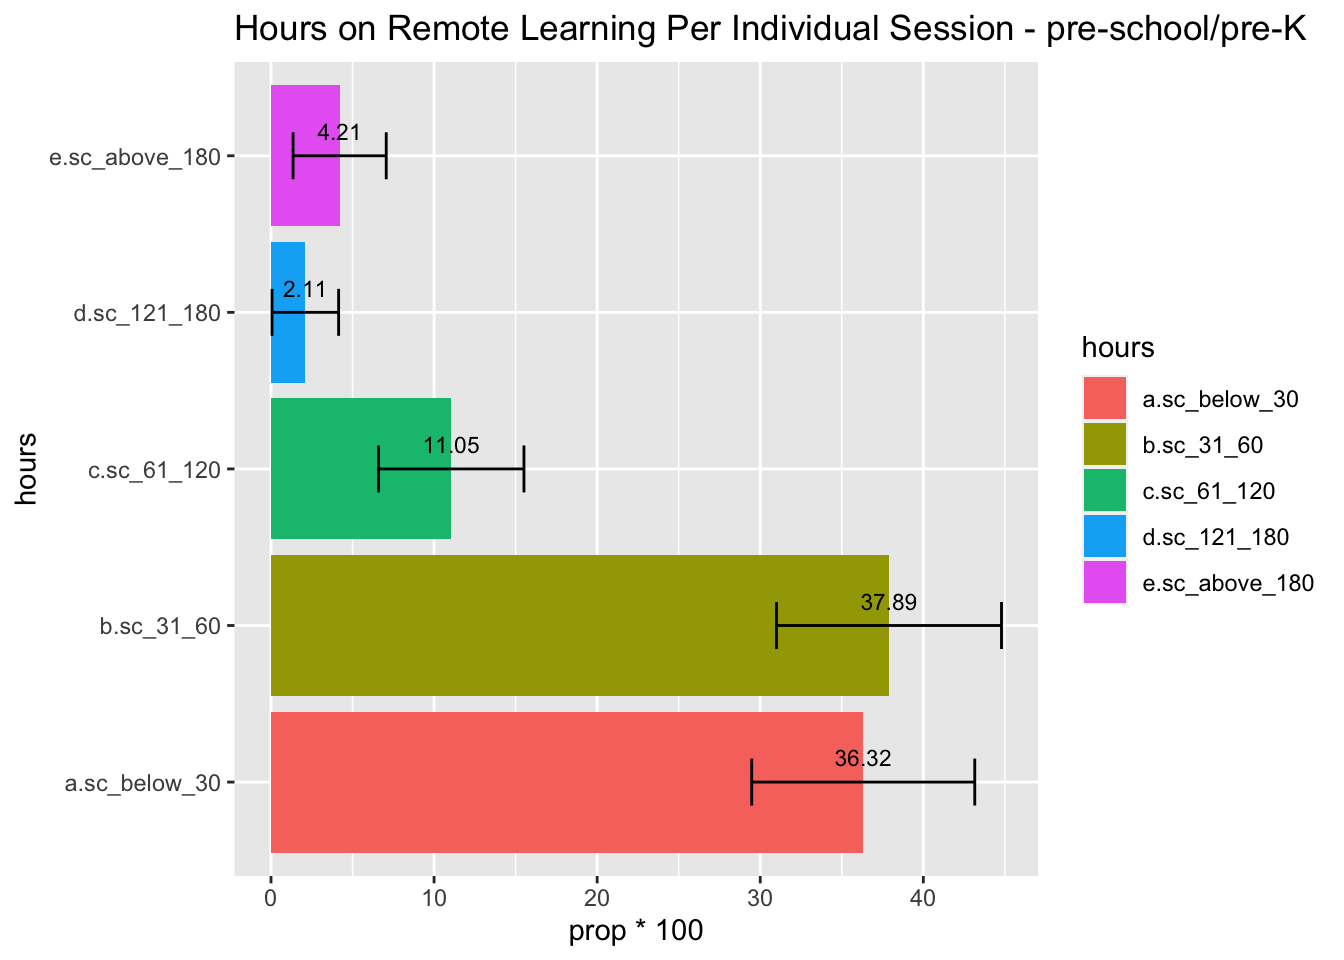 Hours on Remote Learning Per Individual Session - pre-school/pre-K
hours
e.sc_above_180
d.sc_121_180
c.sc_61_120
b.sc_31_60
a.sc_below_30
4.21
2.11
11.05
37.89
36.32
0 10 20 30 40
prop * 100
hours
a.sc_below_30
b.sc_31_60
c.sc_61_120
d.sc_121_180
e.sc_above_180